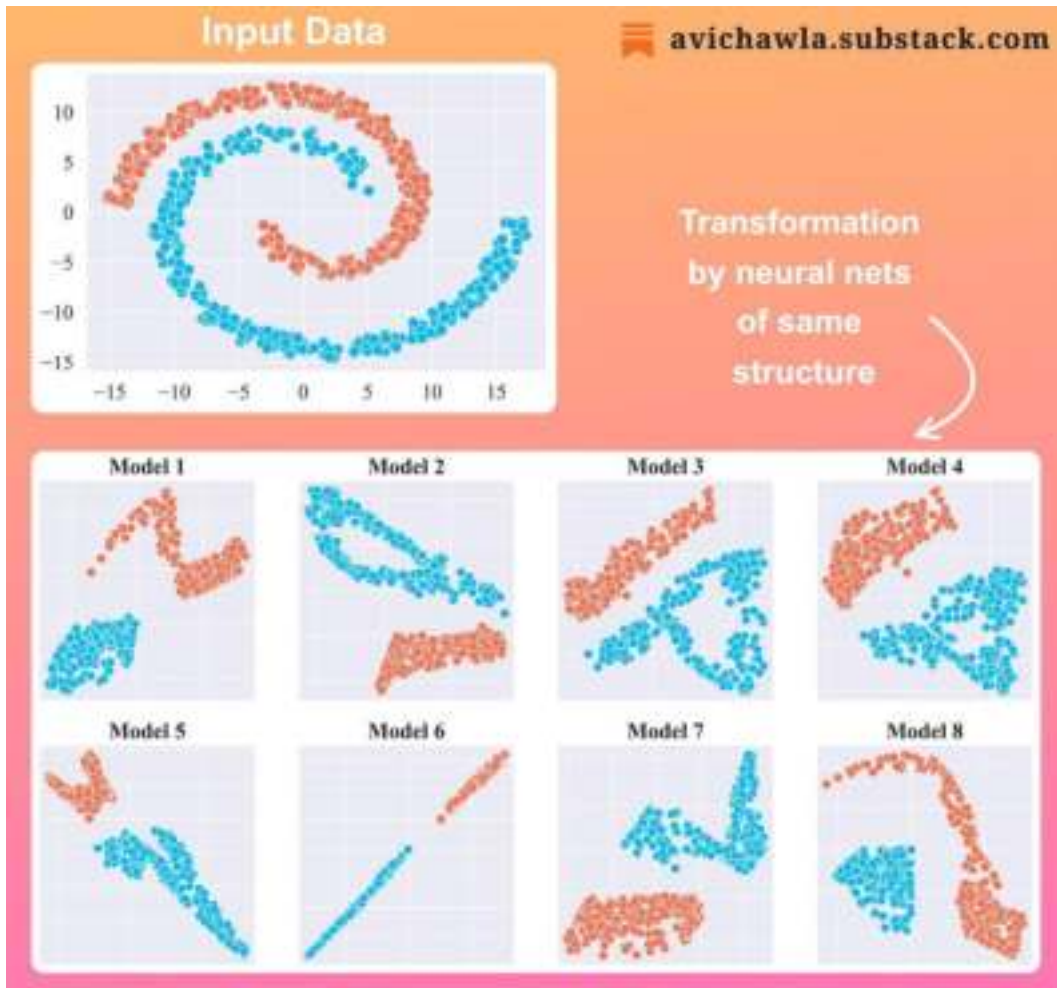 Input Data
avichawla.substack.com
10
5
0
−5
−10
−15
−15 −10 −5 0 5 10 15
Transformation
by neural nets
of same
structure
Model 1 Model 2 Model 3 Model 4
Model 5 Model 6 Model 7 Model 8